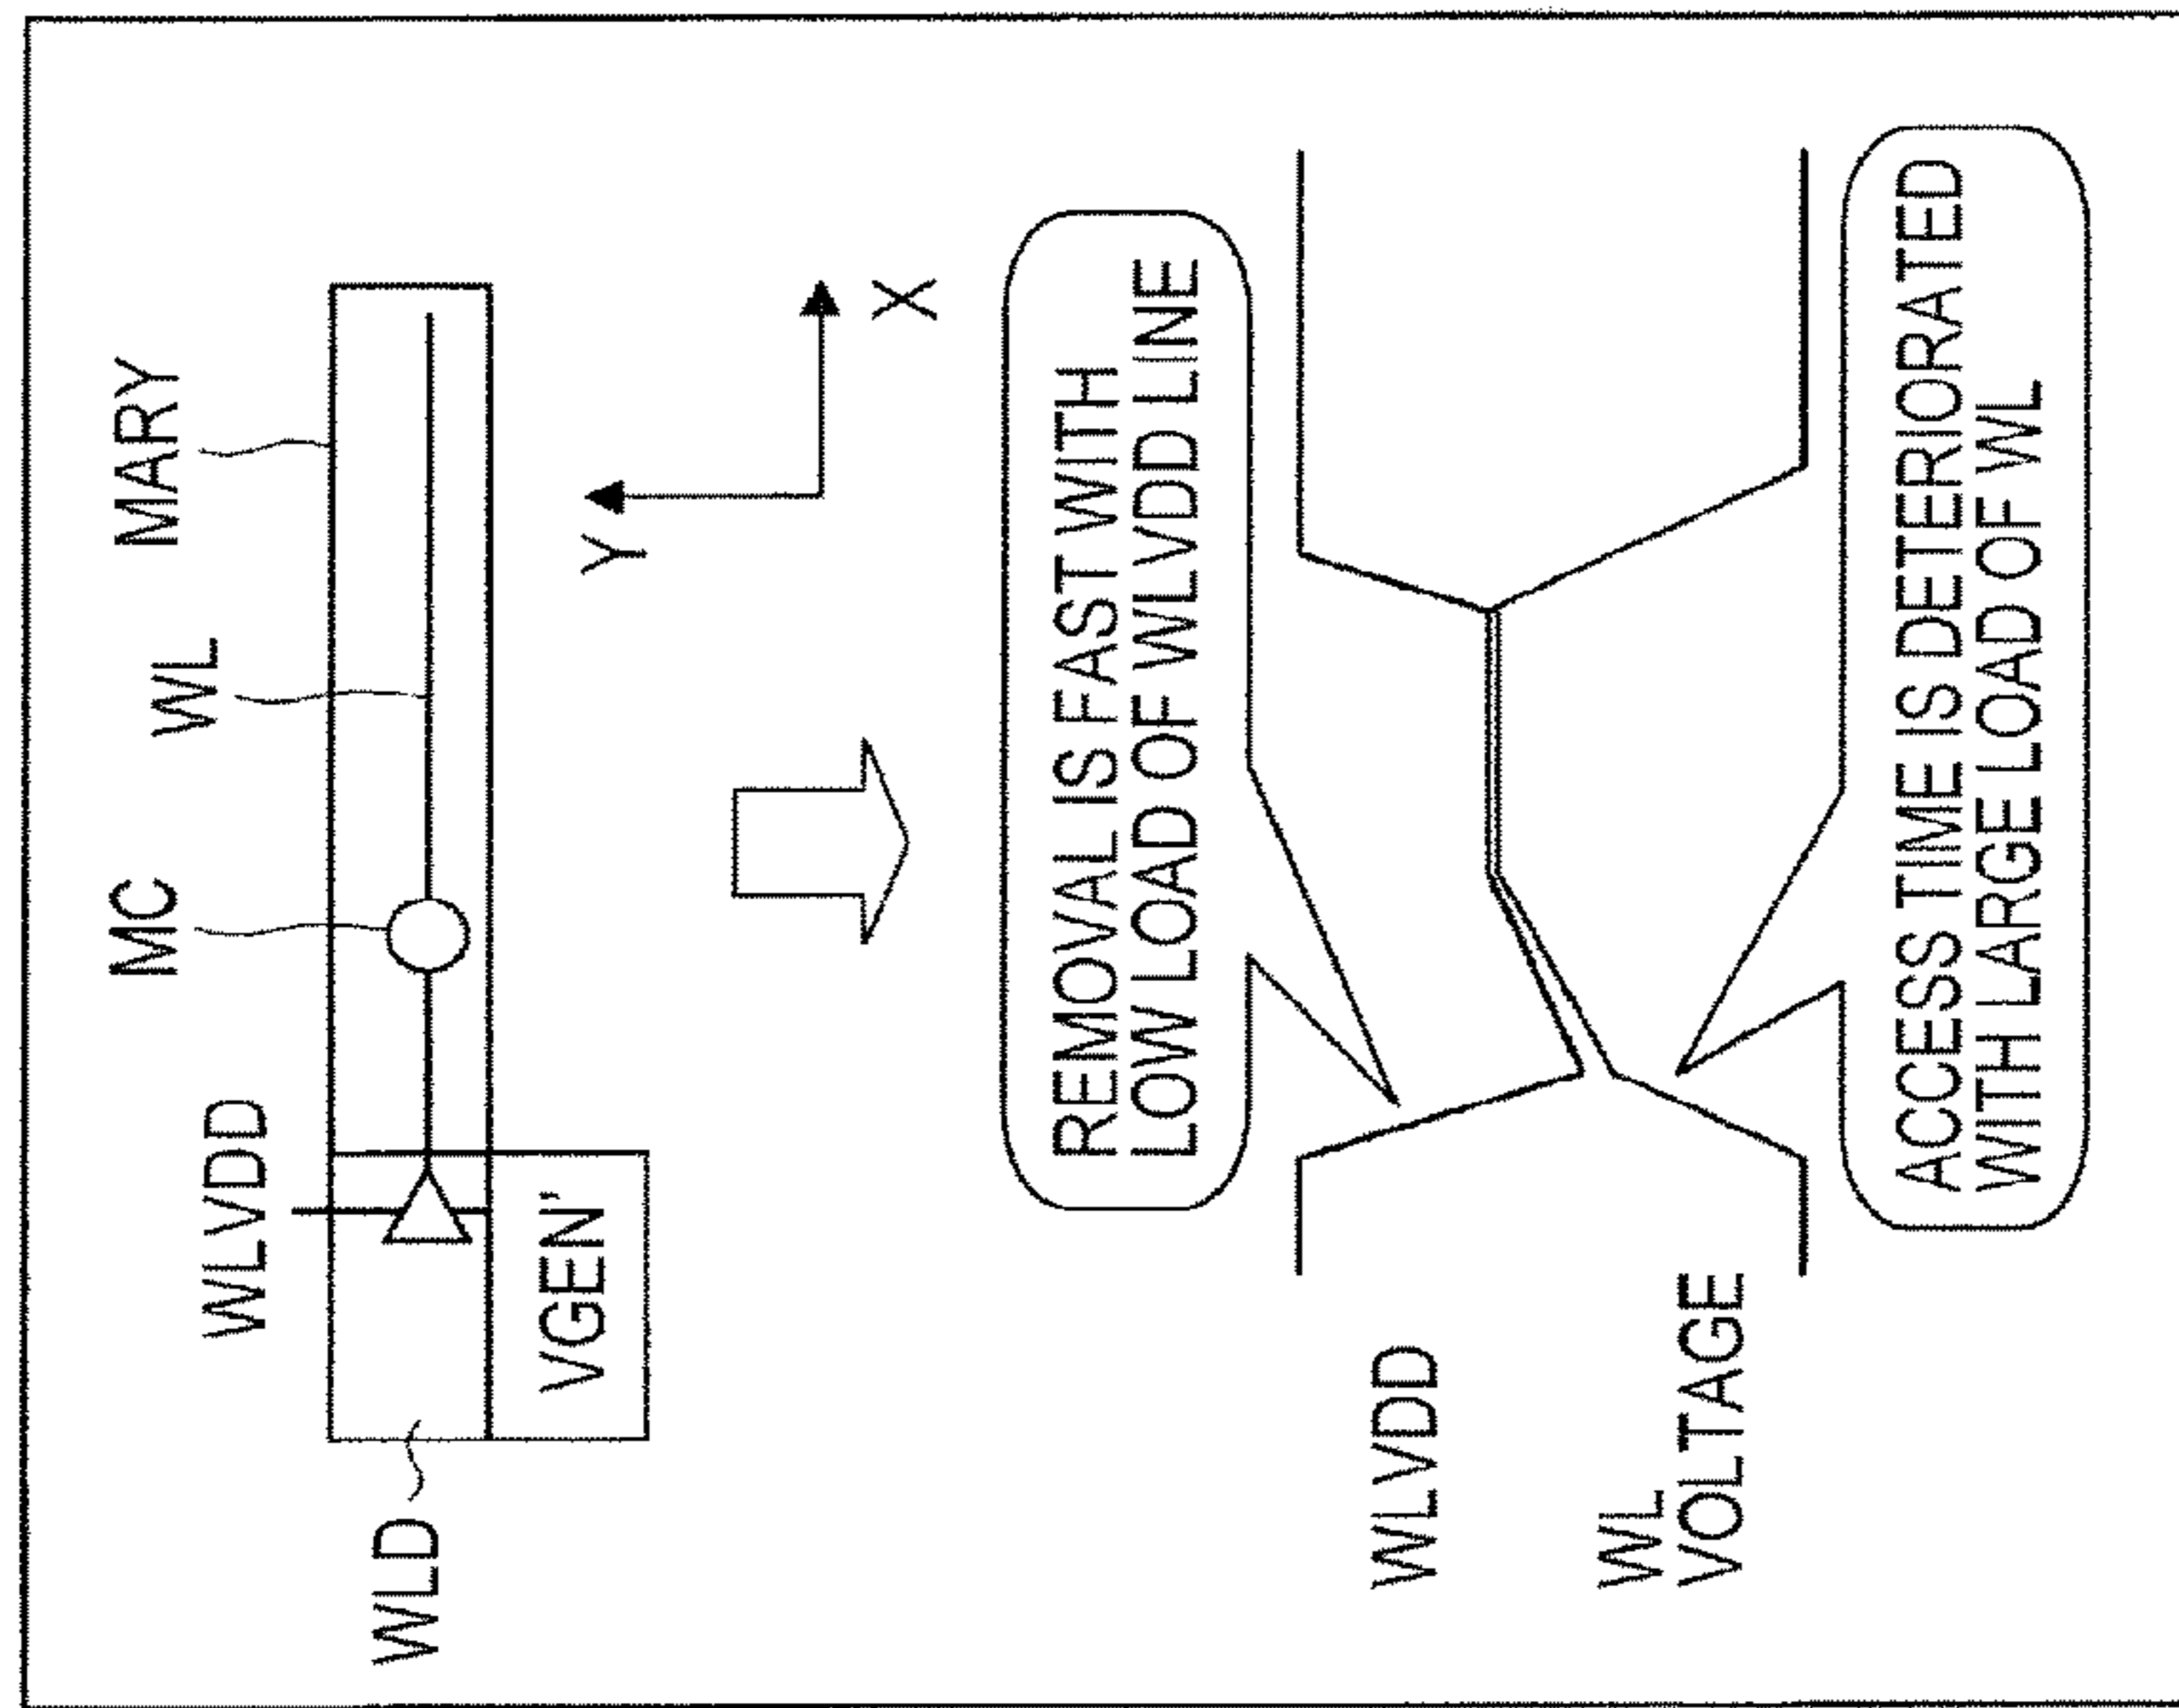 MARY
WL
MC
WLVDD
WLD
VGEN'
Y
X
REMOVAL IS FAST WITH
LOW LOAD OF WLVDD LINE
WLVDD
WL
VOLTAGE
ACCESS TIME IS DETERIORATED
WITH LARGE LOAD OF WL